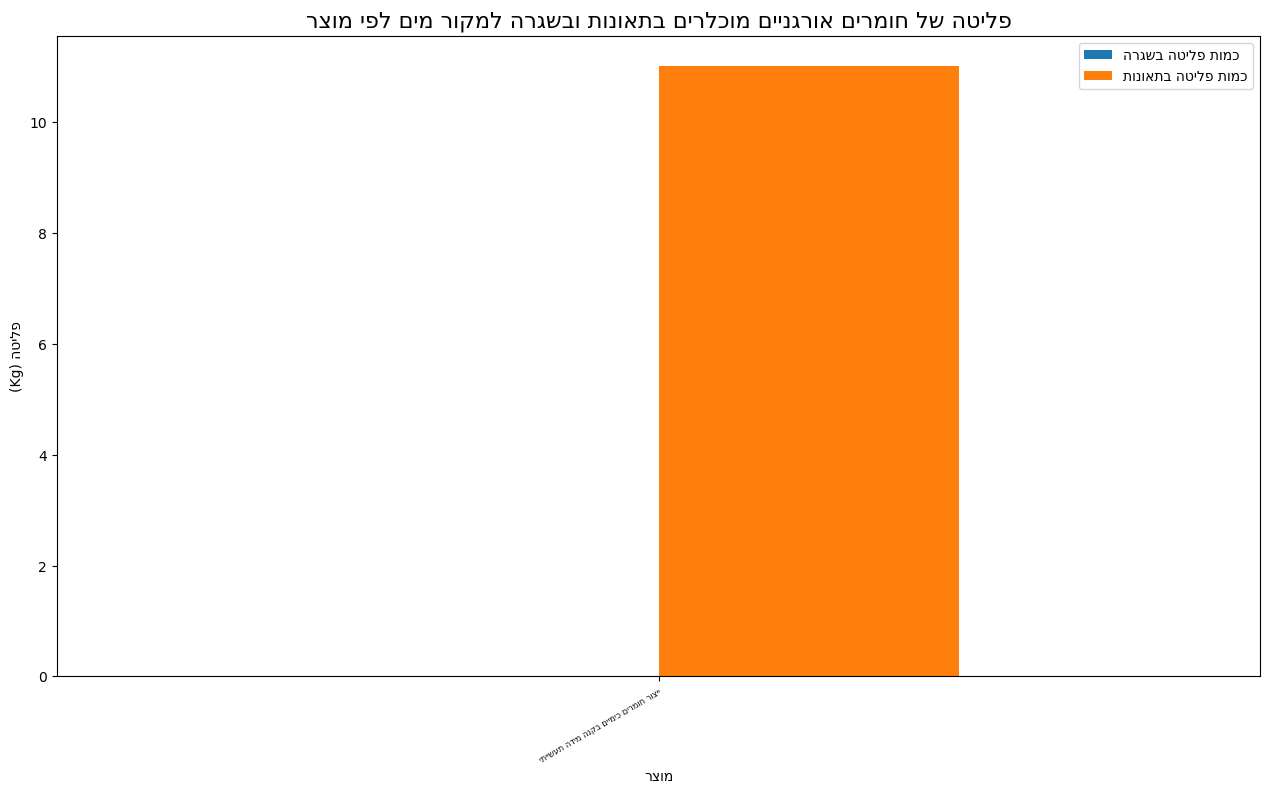 פליטה של חומרים אורגניים מוכלרים בתאונות ובשגרה למקור מים לפי מוצר
כמות פליטה בשגרה
כמות פליטה בתאונות
פליטה (Kg)
10
8
6
4
2
0
ייצור חומרים כימיים בקנה מידה תעשייתי
מוצר